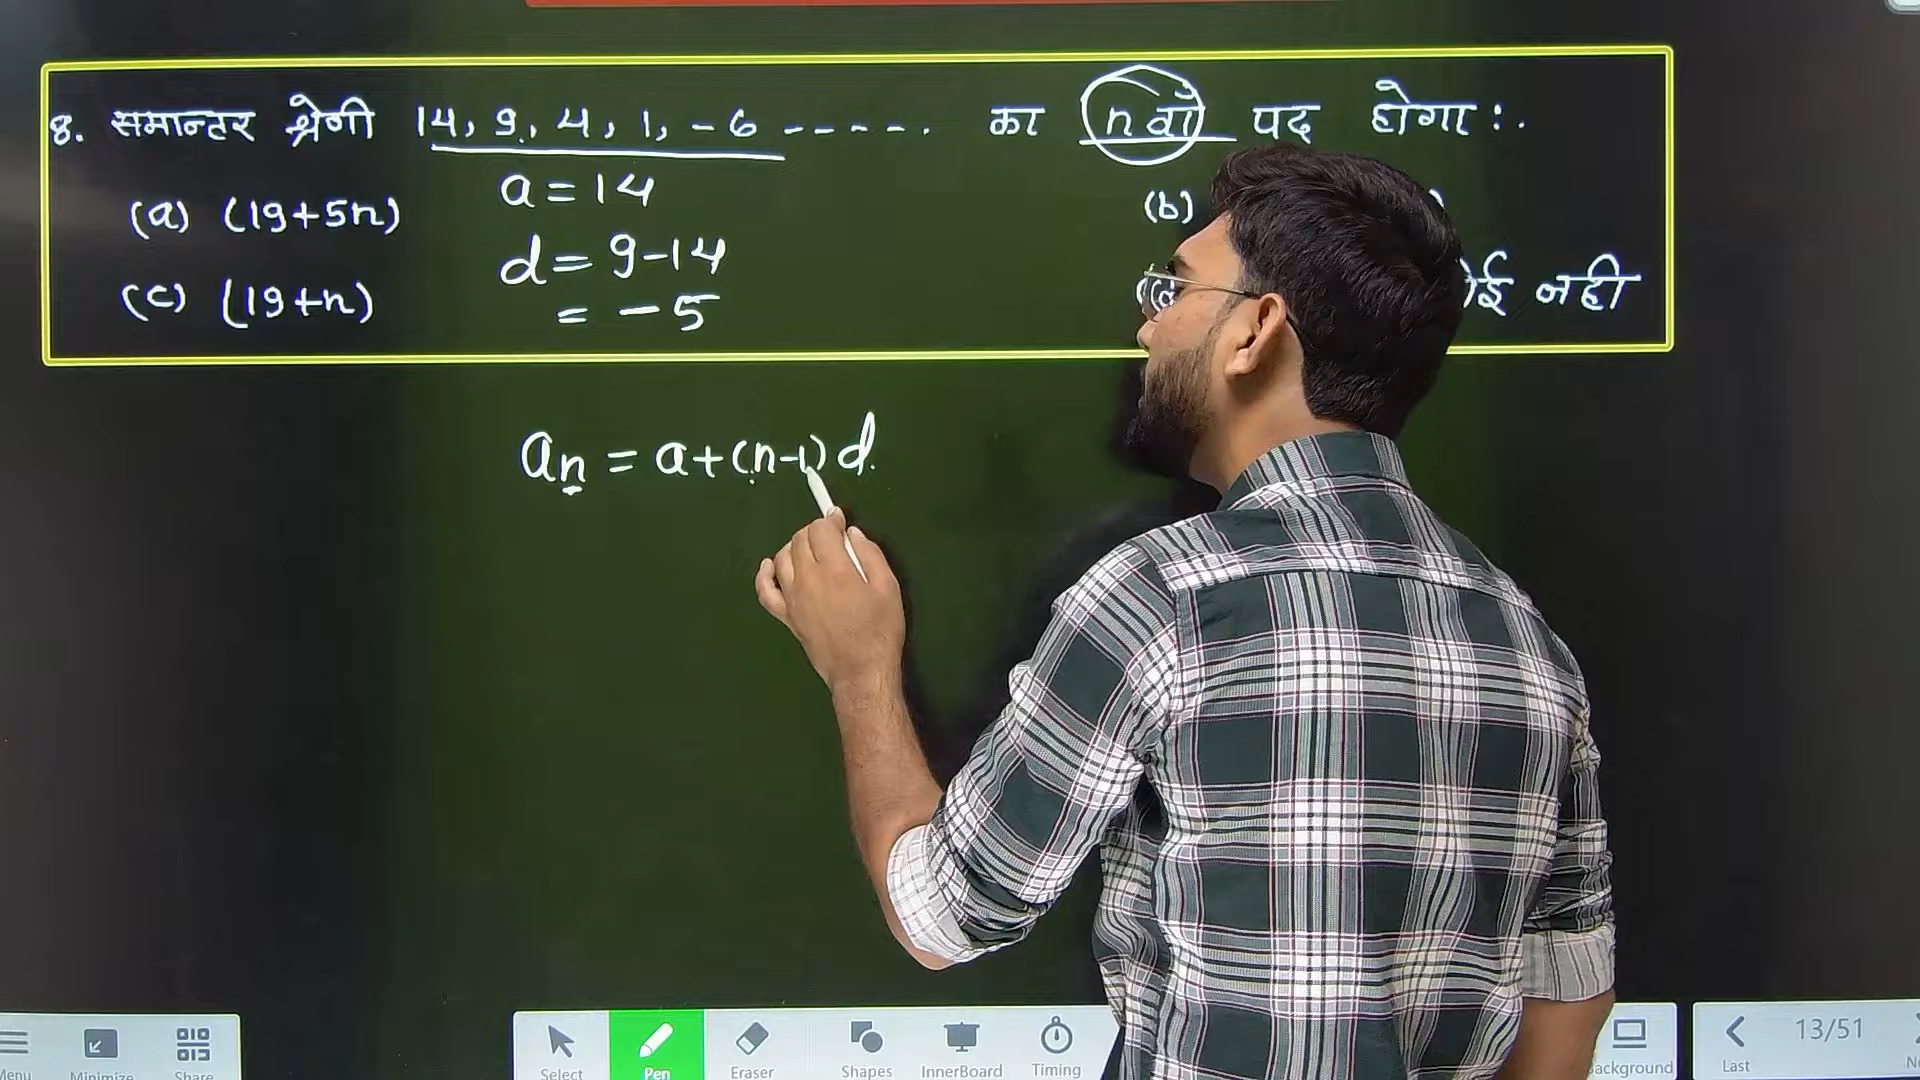 8. समान्तर श्रेणी 14, 9, 4, 1, -6 -----. का n वाँ पद होगा :.
(a) (19+5n) a = 14 (b)
d = 9-14
(c) (19+n) = -5 नही
an = a+(n-1)d
Menu Minimize Share Select Pen Eraser Shapes InnerBoard Timing Background Last 13/51